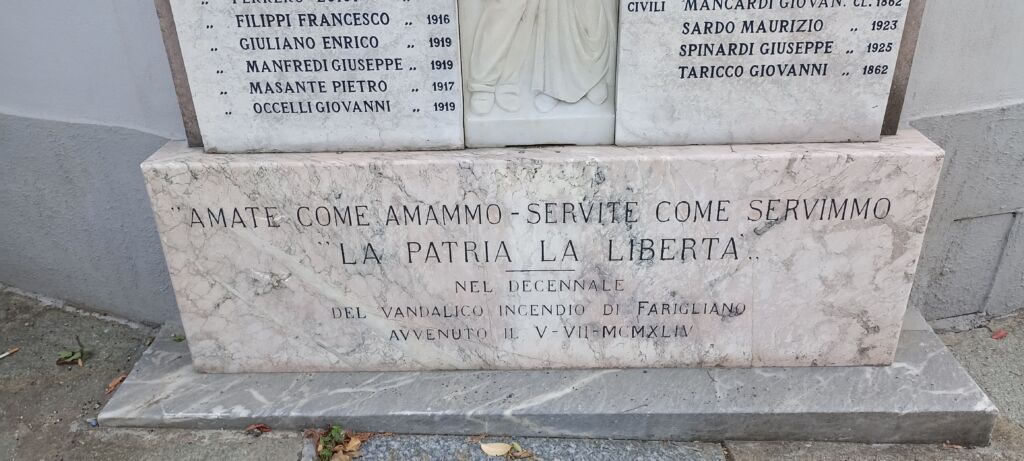 FILIPPI FRANCESCO „ 1916
„ GIULIANO ENRICO „ 1919
„ MANFREDI GIUSEPPE „ 1919
„ MASANTE PIETRO „ 1917
„ OCCELLI GIOVANNI „ 1919
CIVILI MANCARDI GIOVAN. CL. 1862
SARDO MAURIZIO „ 1923
SPINARDI GIUSEPPE „ 1925
TARICCO GIOVANNI „ 1862
"AMATE COME AMAMMO - SERVITE COME SERVIMMO
"LA PATRIA LA LIBERTA'„
NEL DECENNALE
DEL VANDALICO INCENDIO DI FARIGLIANO
AVVENUTO IL V-VII-MCMXLIV